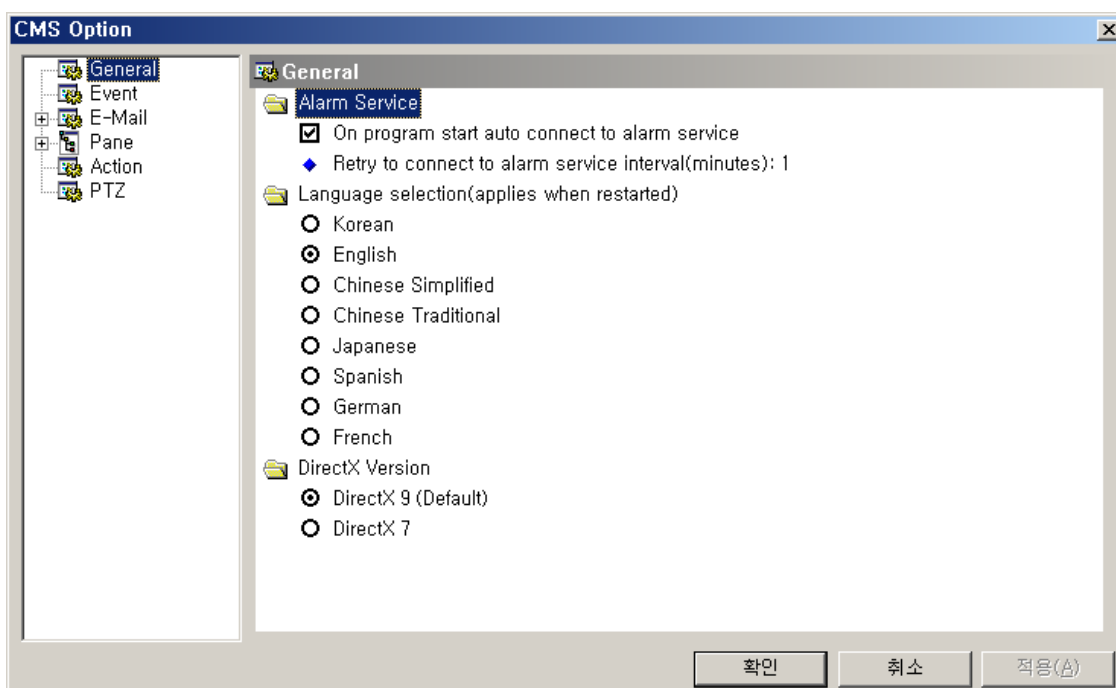 CMS Option
General
Event
E-Mail
Pane
Action
PTZ
General
Alarm Service
On program start auto connect to alarm service
Retry to connect to alarm service interval(minutes): 1
Language selection(applies when restarted)
Korean
English
Chinese Simplified
Chinese Traditional
Japanese
Spanish
German
French
DirectX Version
DirectX 9 (Default)
DirectX 7
확인 취소 적용(A)